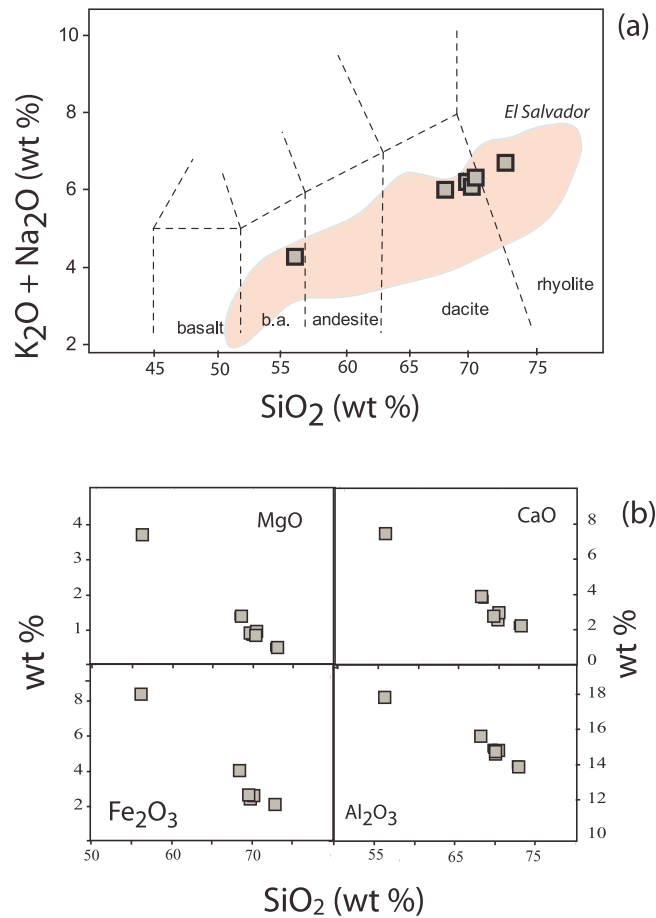 (a)
10
8
6
4
2
K₂O + Na₂O (wt %)
El Salvador
basalt
b.a.
andesite
dacite
rhyolite
45 50 55 60 65 70 75
SiO₂ (wt %)
(b)
MgO
CaO
4
3
2
1
8
6
4
2
0
wt %
wt %
Fe₂O₃
Al₂O₃
8
6
4
2
18
16
14
12
10
50 60 70 55 65 75
SiO₂ (wt %)